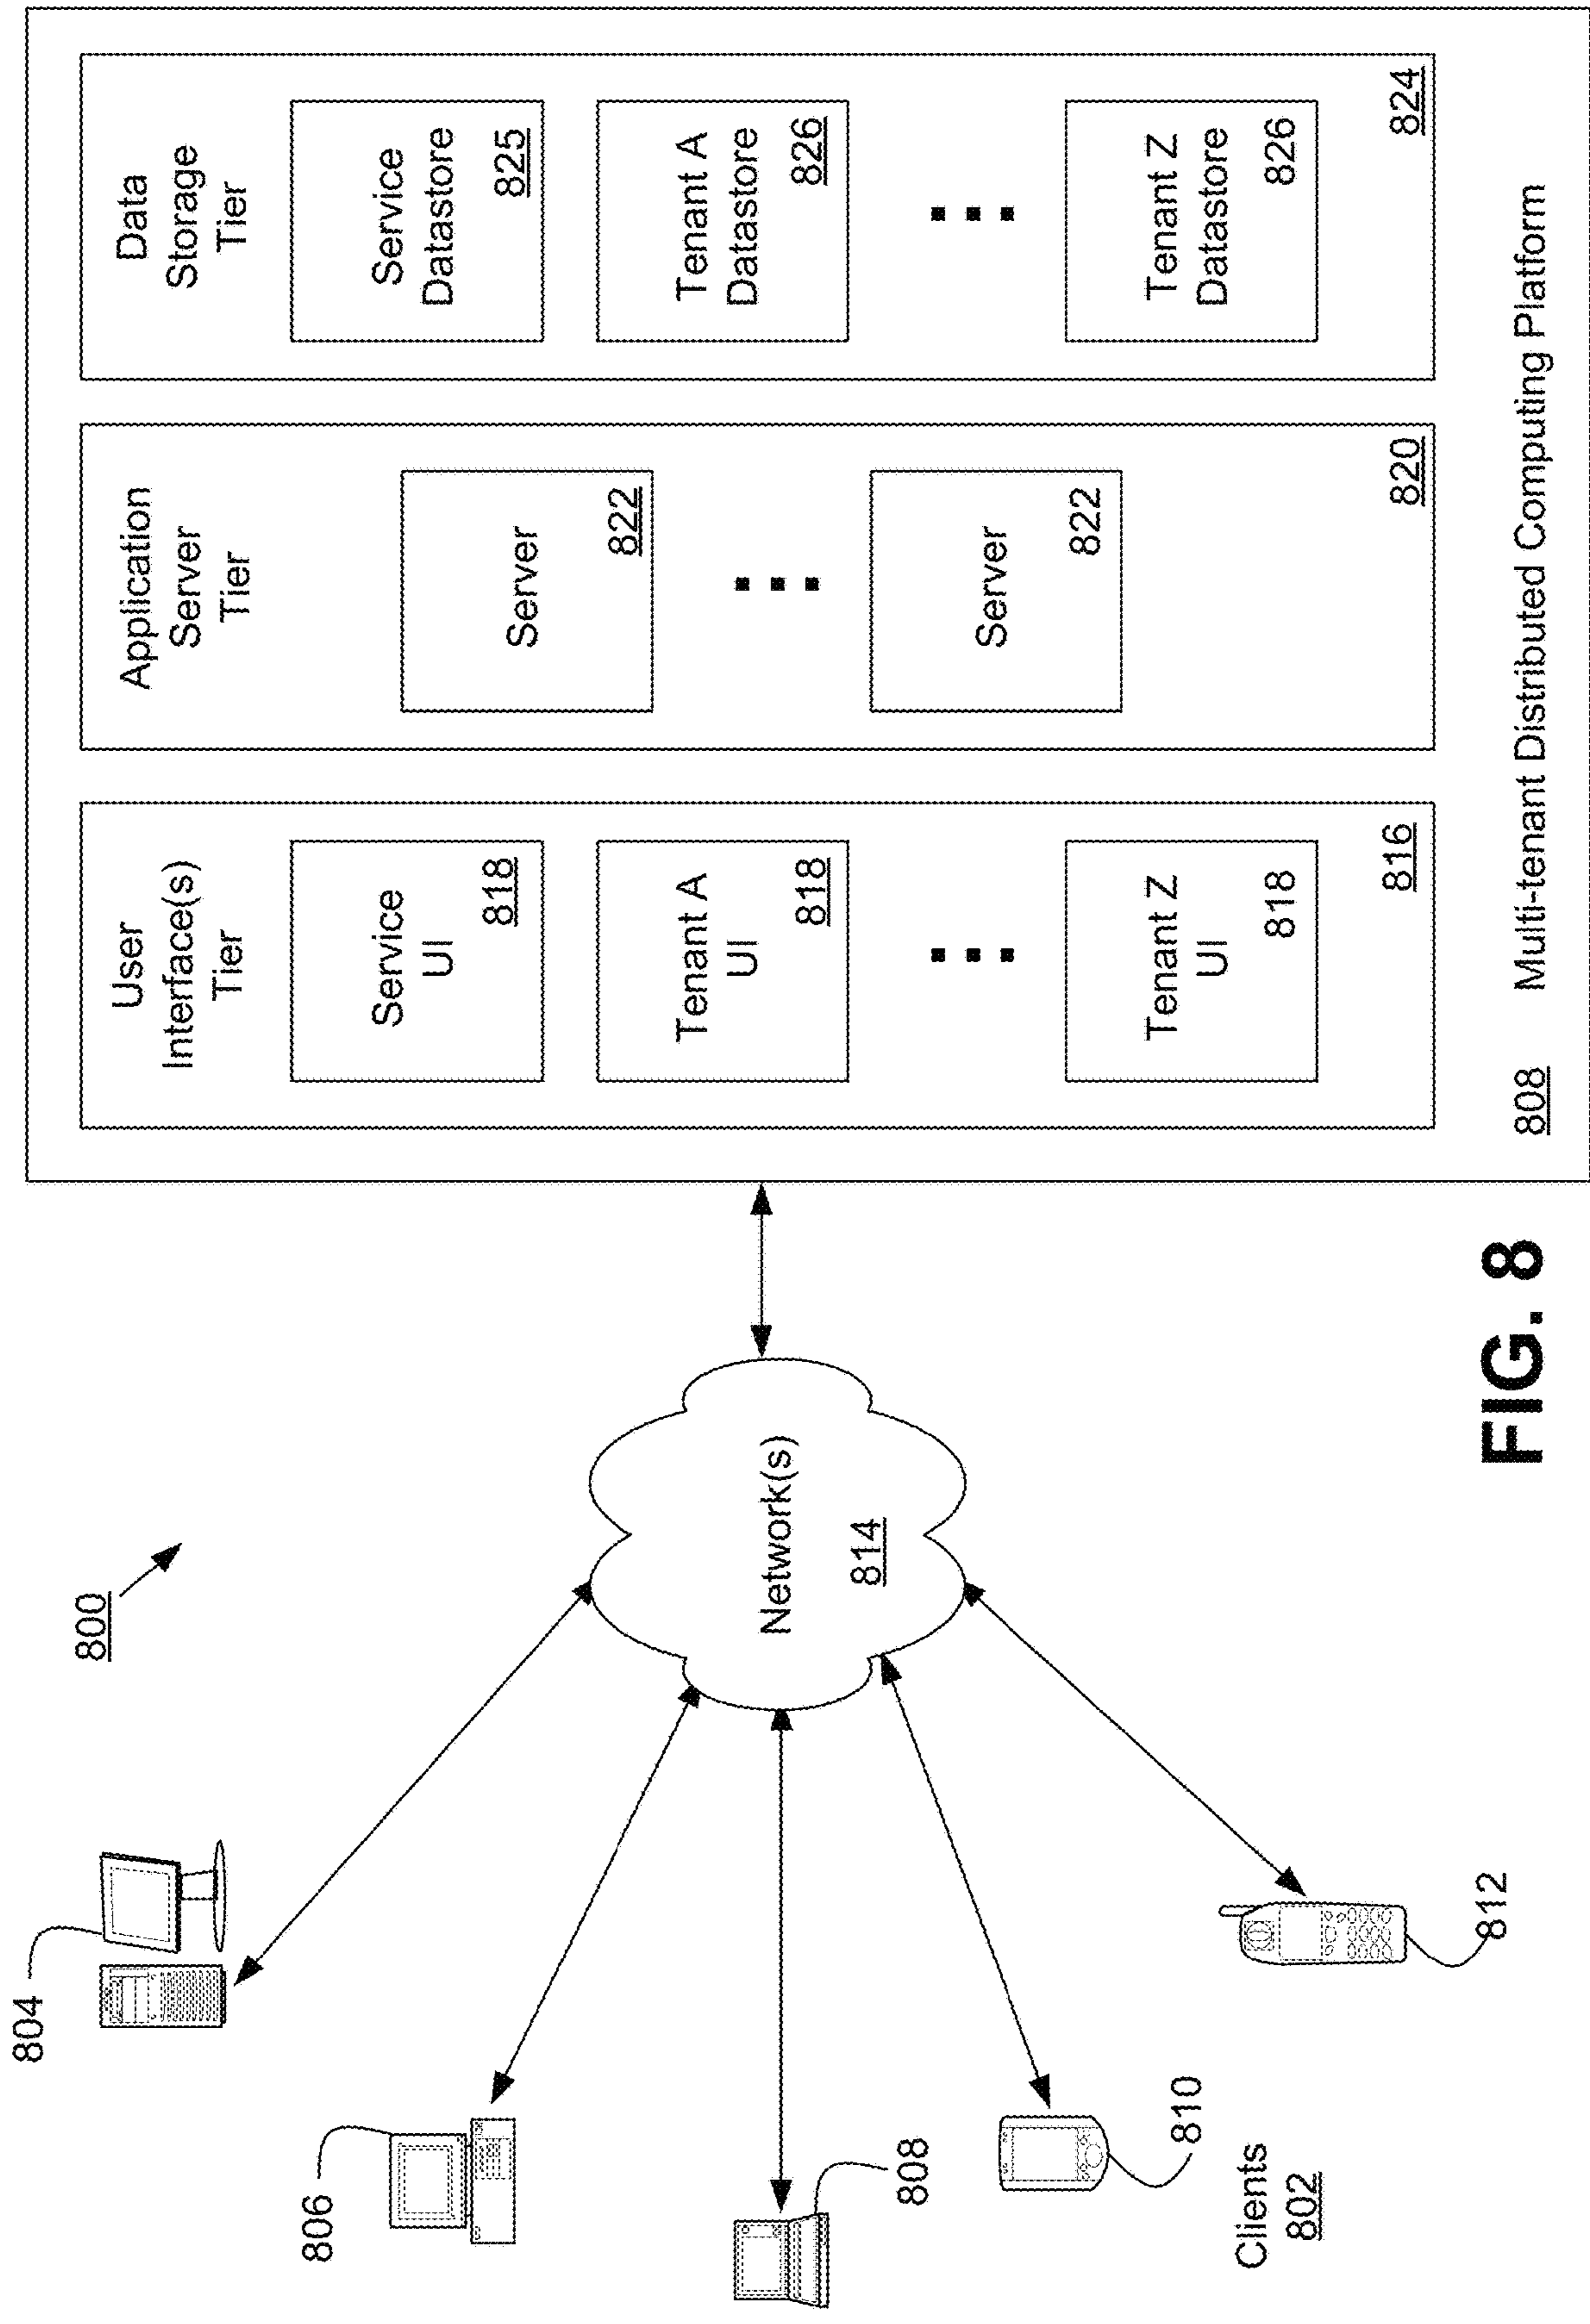 800
804
806
808
810
812
Clients
802
Network(s)
814
User
Interface(s)
Tier
Service
UI
818
Tenant A
UI
818
Tenant Z
UI
818
816
Application
Server
Tier
Server
822
Server
822
820
Data
Storage
Tier
Service
Datastore
825
Tenant A
Datastore
826
Tenant Z
Datastore
826
824
808 Multi-tenant Distributed Computing Platform
FIG. 8